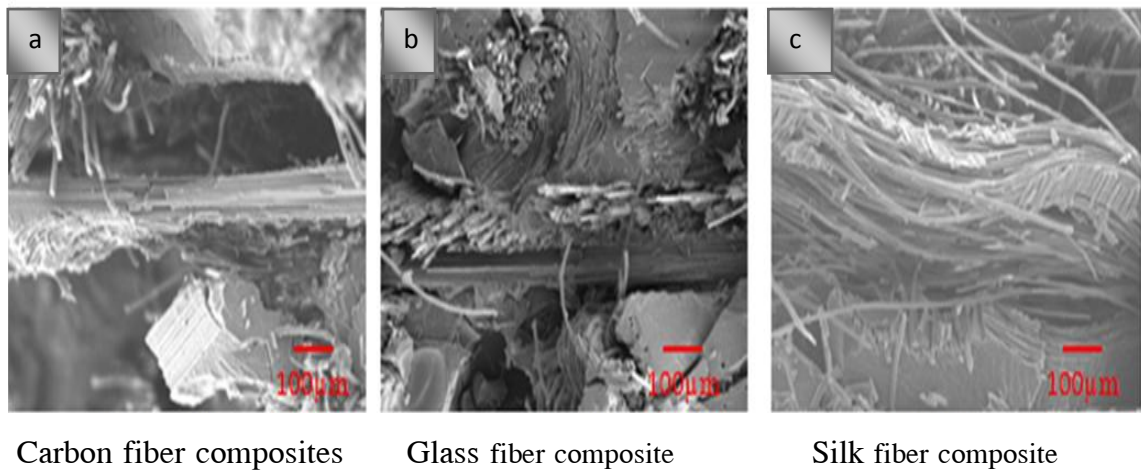 a
b
c
100μm
100μm
100μm
Carbon fiber composites
Glass fiber composite
Silk fiber composite